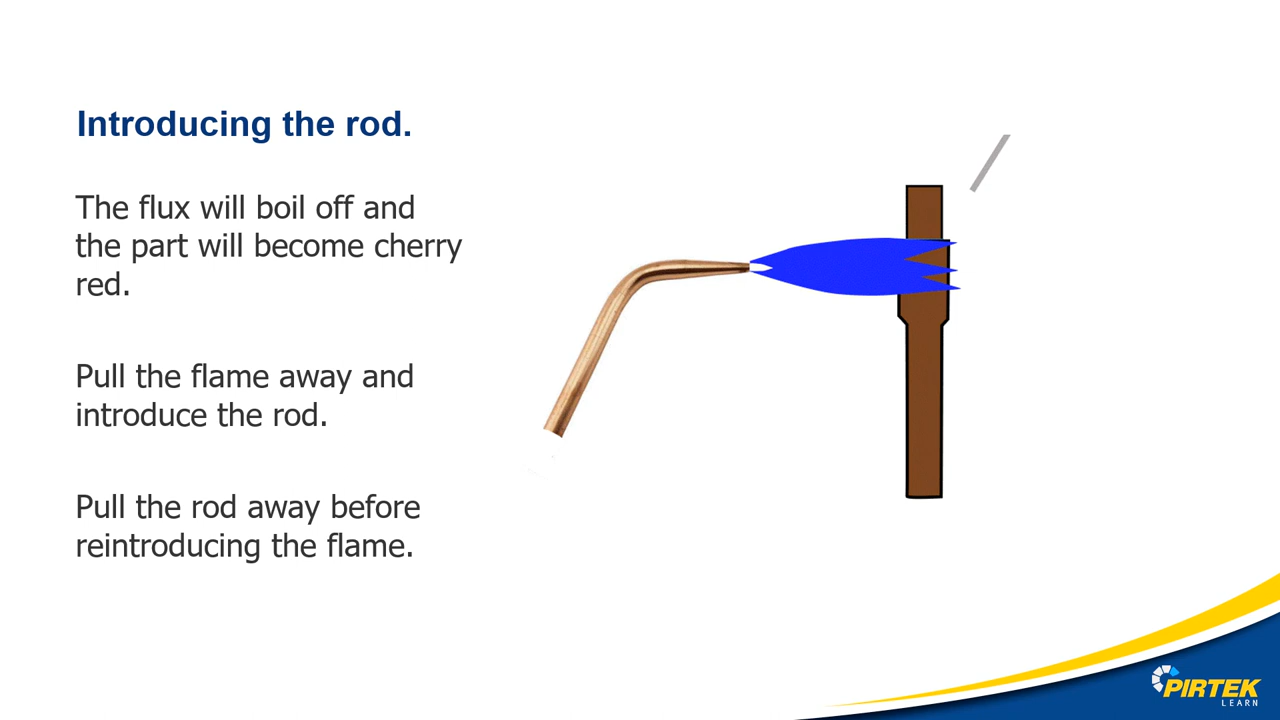 Introducing the rod.
The flux will boil off and
the part will become cherry
red.
Pull the flame away and
introduce the rod.
Pull the rod away before
reintroducing the flame.
PIRTEK
LEARN